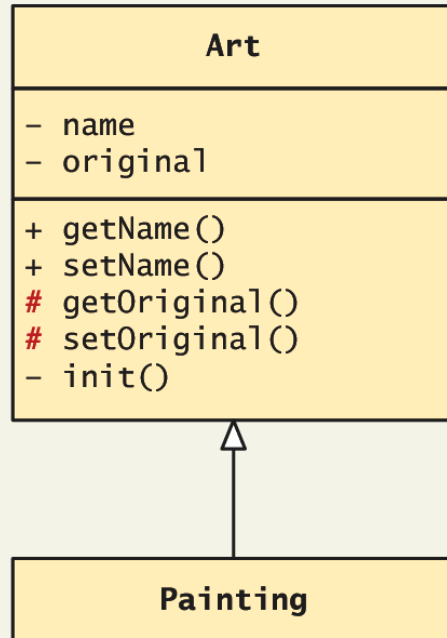 Art
- name
- original
+ getName()
+ setName()
# getOriginal()
# setOriginal()
- init()
Painting